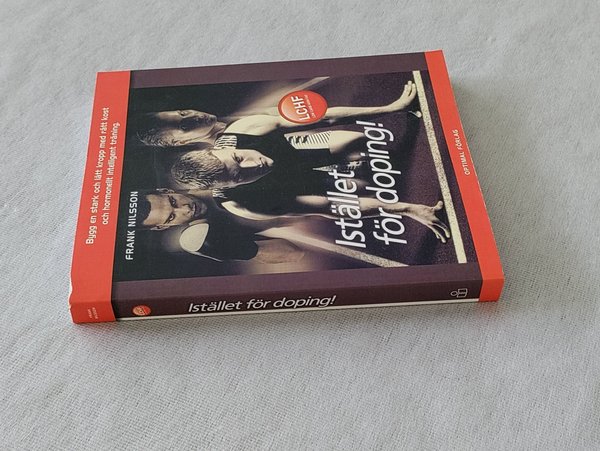 Bygg en stark och lätt kropp med rätt kost
och hormonellt intelligent träning.
FRANK NILSSON
LCHF
Istället
för doping!
OPTIMAL FÖRLAG
Istället för doping!